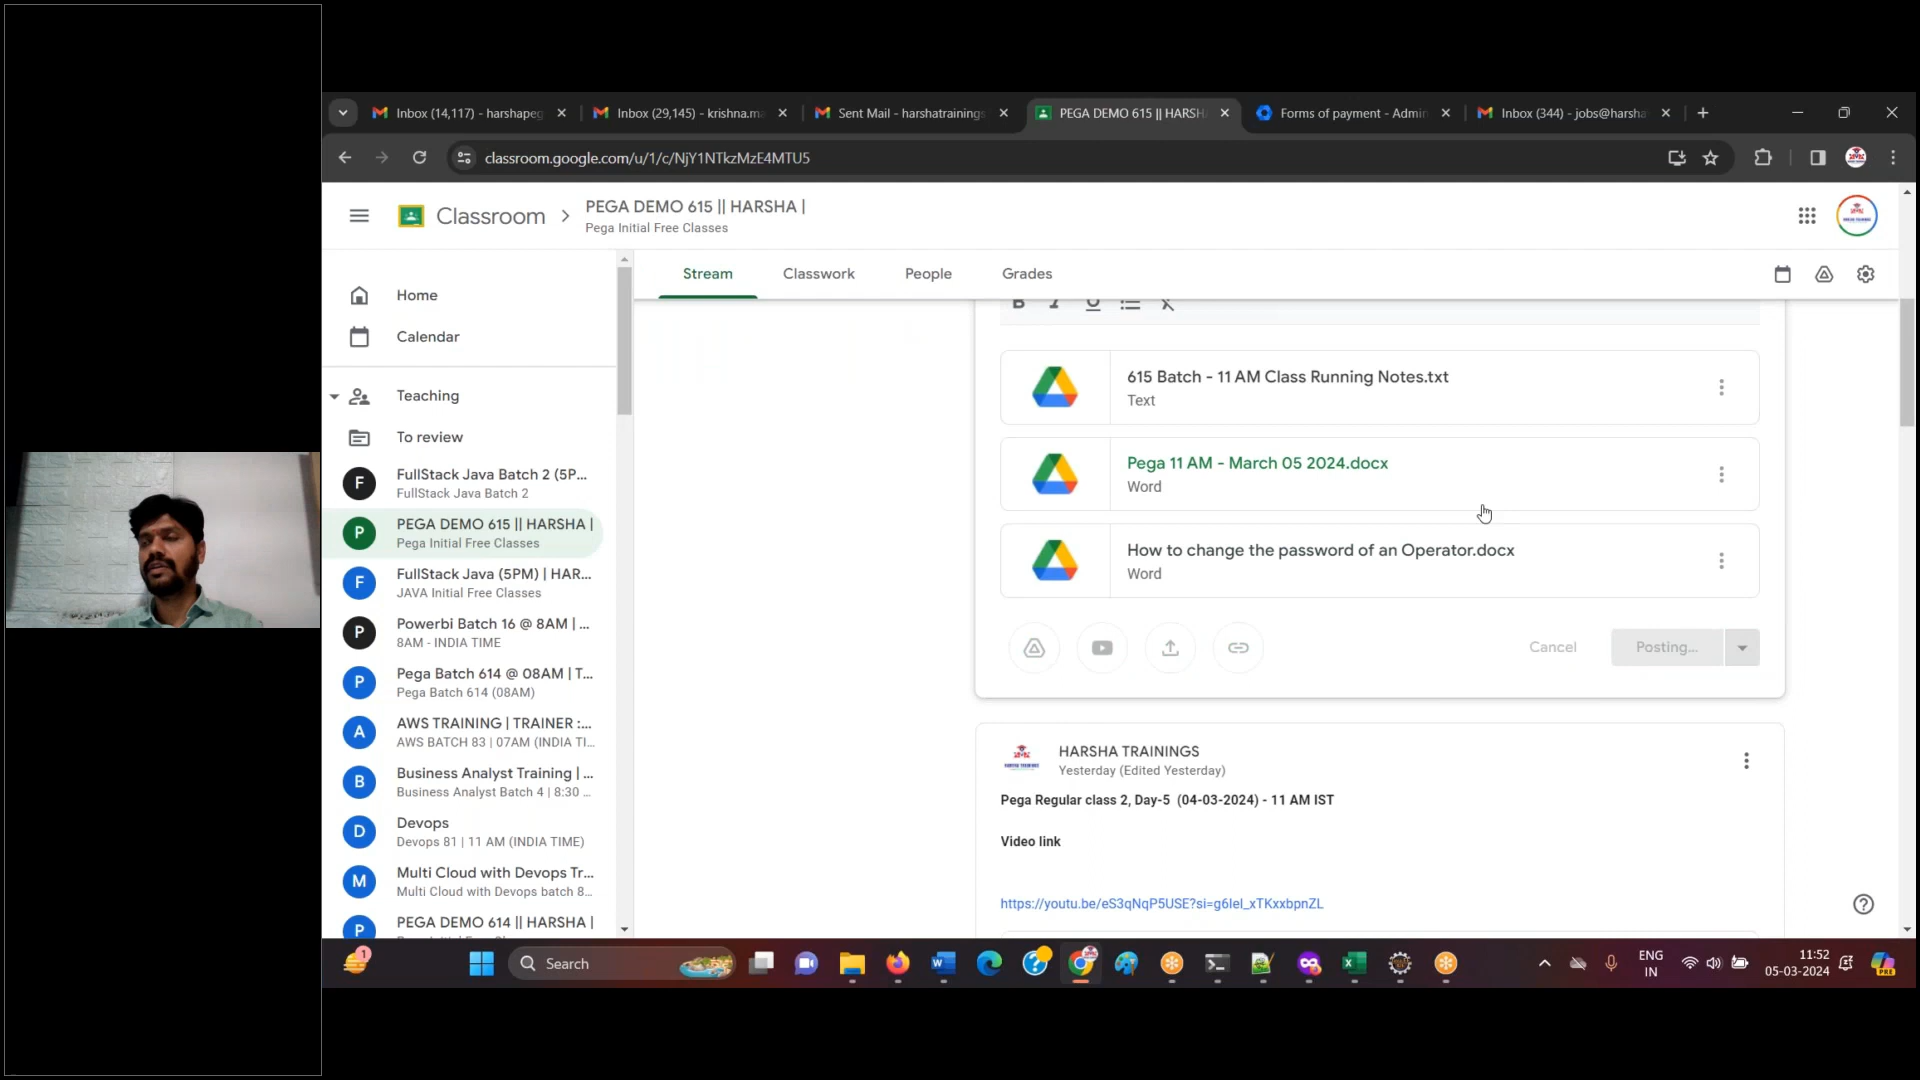 Inbox (14,117) - harshapeg
Inbox (29,145) - krishna.ma
Sent Mail - harshatrainings
PEGA DEMO 615 || HARSH
Forms of payment - Admin
Inbox (344) - jobs@harsha
classroom.google.com/u/1/c/NjY1NTkzMzE4MTU5
Classroom
PEGA DEMO 615 || HARSHA |
Pega Initial Free Classes
Stream
Classwork
People
Grades
Home
Calendar
Teaching
To review
F
FullStack Java Batch 2 (5P...
FullStack Java Batch 2
P
PEGA DEMO 615 || HARSHA |
Pega Initial Free Classes
F
FullStack Java (5PM) | HAR...
JAVA Initial Free Classes
P
Powerbi Batch 16 @ 8AM | ...
8AM - INDIA TIME
P
Pega Batch 614 @ 08AM | T...
Pega Batch 614 (08AM)
A
AWS TRAINING | TRAINER :...
AWS BATCH 83 | 07AM (INDIA TI...
B
Business Analyst Training | ...
Business Analyst Batch 4 | 8:30 ...
D
Devops
Devops 81 | 11 AM (INDIA TIME)
M
Multi Cloud with Devops Tr...
Multi Cloud with Devops batch 8...
P
PEGA DEMO 614 || HARSHA |
B I U
615 Batch - 11 AM Class Running Notes.txt
Text
Pega 11 AM - March 05 2024.docx
Word
How to change the password of an Operator.docx
Word
Cancel
Posting...
HARSHA TRAININGS
Yesterday (Edited Yesterday)
Pega Regular class 2, Day-5 (04-03-2024) - 11 AM IST
Video link
https://youtu.be/eS3qNqP5USE?si=g6Iel_xTKxxbpnZL
1
Search
ENG
IN
11:52
05-03-2024
PRE